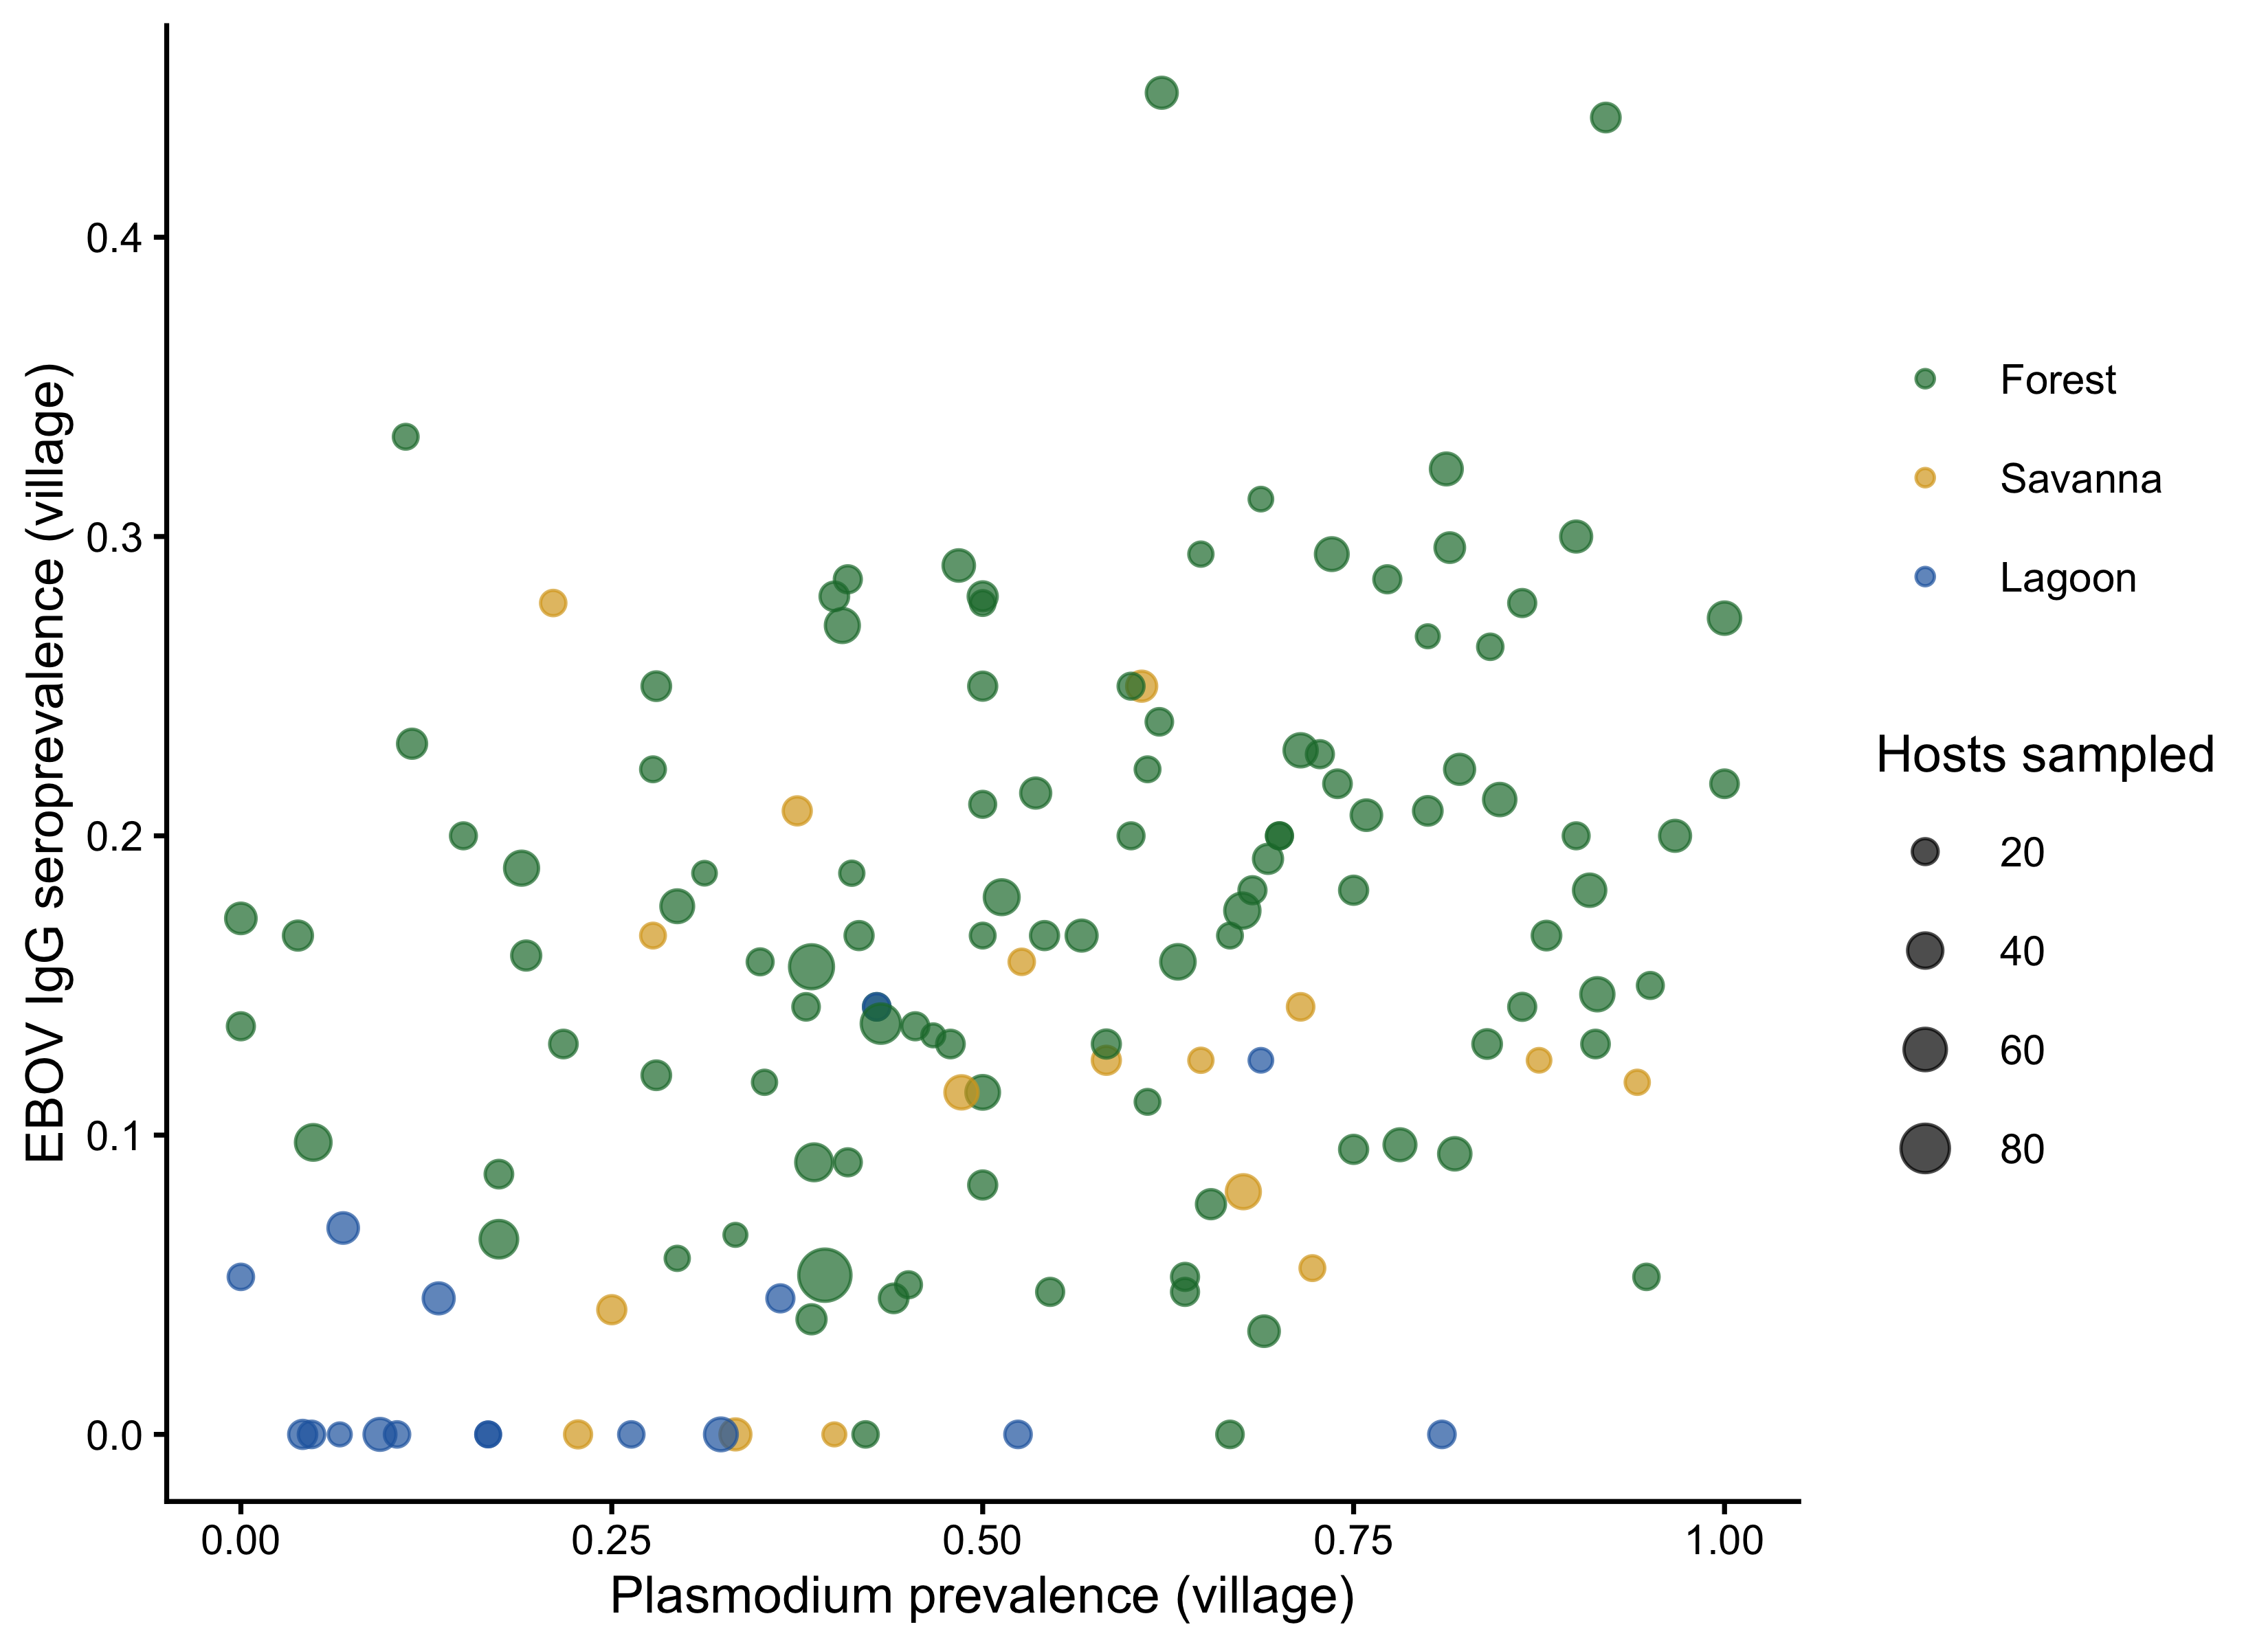 EBOV IgG seroprevalence (village)
0.4
0.3
0.2
0.1
0.0
0.00 0.25 0.50 0.75 1.00
Plasmodium prevalence (village)
Forest
Savanna
Lagoon
Hosts sampled
20
40
60
80